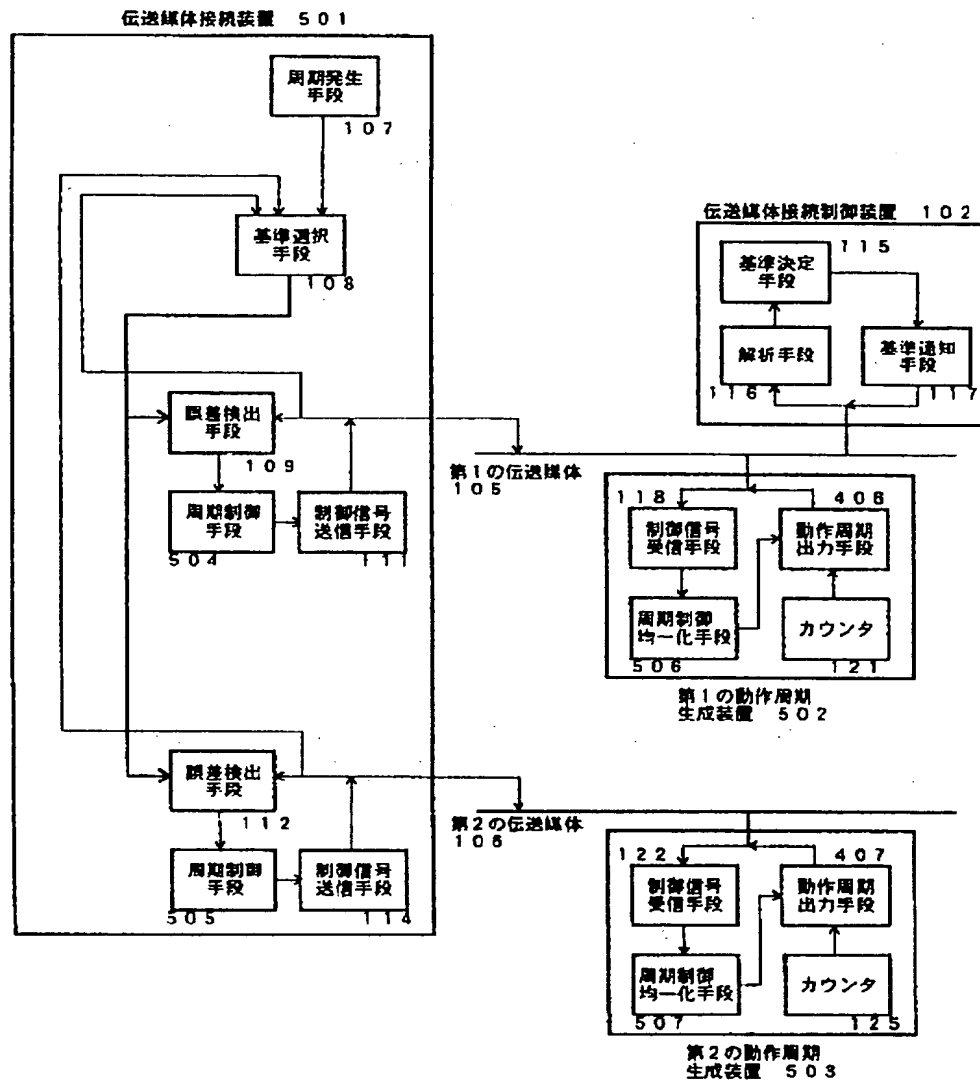 伝送媒体接続装置 501
周期発生
手段
107
基準選択
手段
108
誤差検出
手段
109
周期制御
手段
504
制御信号
送信手段
111
誤差検出
手段
112
周期制御
手段
505
制御信号
送信手段
114
伝送媒体接続制御装置 102
115
基準決定
手段
解析手段
116
基準通知
手段
117
第1の伝送媒体
105
118
制御信号
受信手段
406
動作周期
出力手段
周期制御
均一化手段
506
カウンタ
121
第1の動作周期
生成装置 502
第2の伝送媒体
106
122
制御信号
受信手段
407
動作周期
出力手段
周期制御
均一化手段
507
カウンタ
125
第2の動作周期
生成装置 503